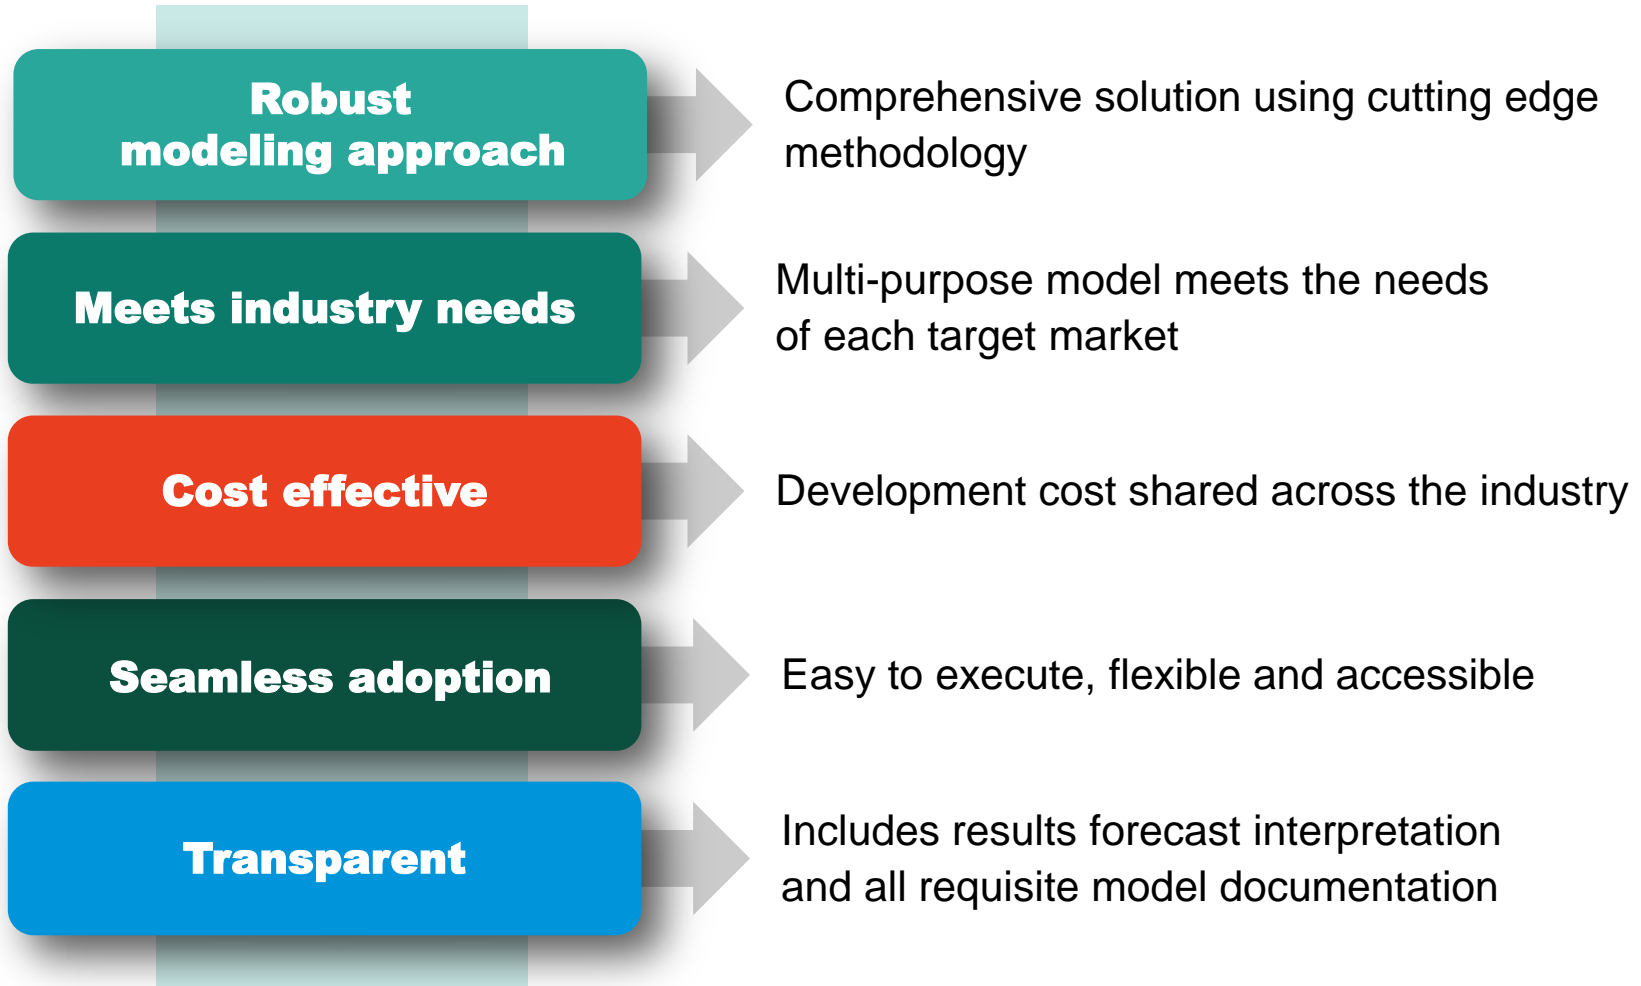 Robust
modeling approach
Comprehensive solution using cutting edge
methodology
Meets industry needs
Multi-purpose model meets the needs
of each target market
Cost effective
Development cost shared across the industry
Seamless adoption
Easy to execute, flexible and accessible
Transparent
Includes results forecast interpretation
and all requisite model documentation